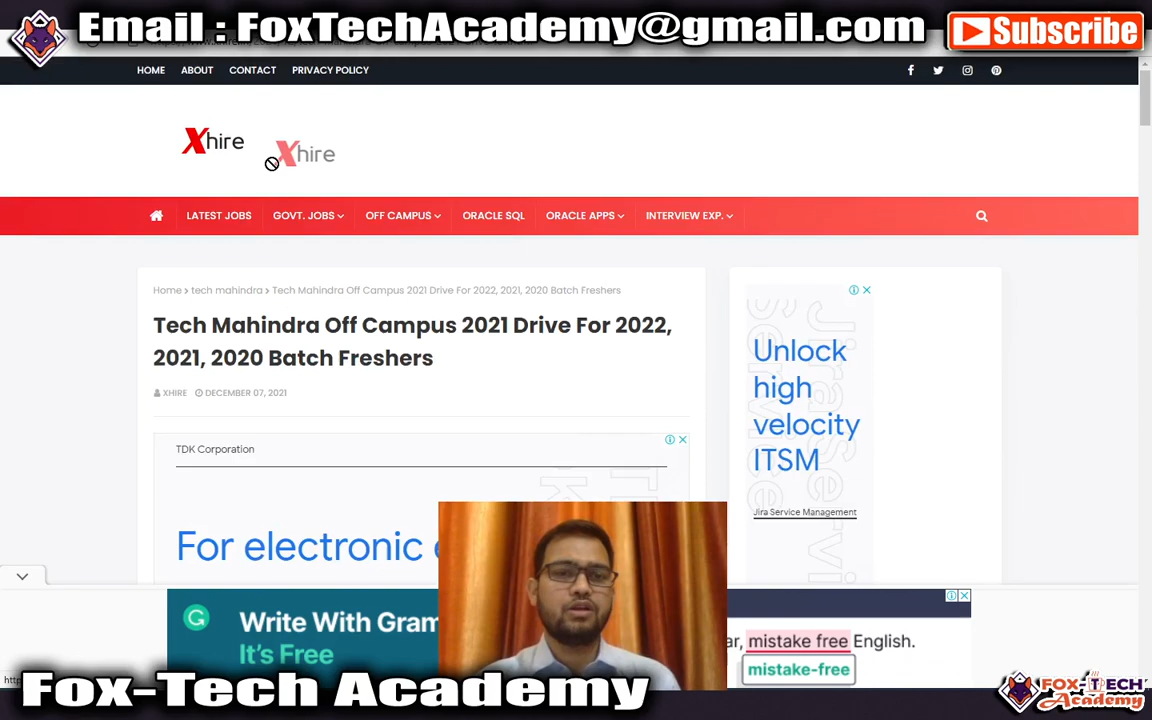 Email : FoxTechAcademy@gmail.com
Subscribe
HOME ABOUT CONTACT PRIVACY POLICY
Xhire
Xhire
LATEST JOBS GOVT. JOBS OFF CAMPUS ORACLE SQL ORACLE APPS INTERVIEW EXP.
Home > tech mahindra > Tech Mahindra Off Campus 2021 Drive For 2022, 2021, 2020 Batch Freshers
Tech Mahindra Off Campus 2021 Drive For 2022,
2021, 2020 Batch Freshers
XHIRE DECEMBER 07, 2021
TDK Corporation
For electronic
Unlock
high
velocity
ITSM
Jira Service Management
Write With Gram
It's Free
mistake free English.
mistake-free
Fox-Tech Academy
FOX-TECH
Academy